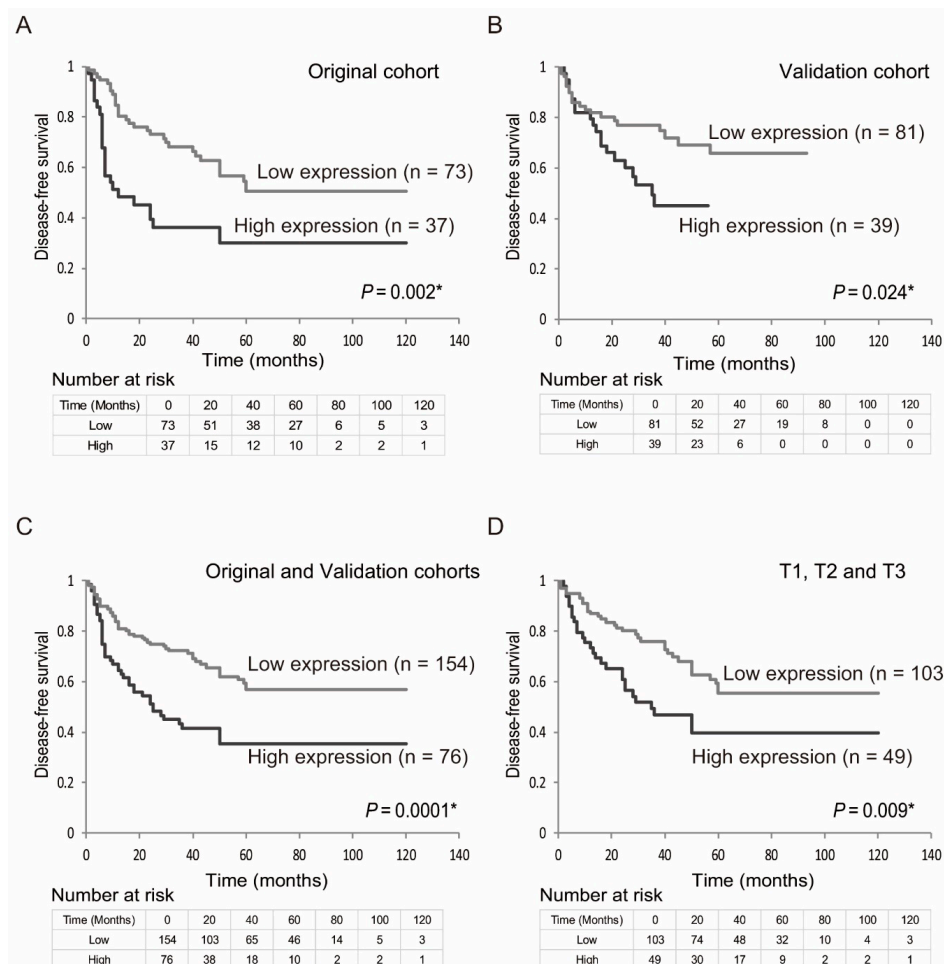 A
Original cohort
Disease-free survival
1
0.8
0.6
0.4
0.2
0
Low expression (n = 73)
High expression (n = 37)
P = 0.002*
0 20 40 60 80 100 120 140
Time (months)
Number at risk
Time (Months) 0 20 40 60 80 100 120
Low 73 51 38 27 6 5 3
High 37 15 12 10 2 2 1
B
Validation cohort
Disease-free survival
1
0.8
0.6
0.4
0.2
0
Low expression (n = 81)
High expression (n = 39)
P = 0.024*
0 20 40 60 80 100 120 140
Time (months)
Number at risk
Time (Months) 0 20 40 60 80 100 120
Low 81 52 27 19 8 0 0
High 39 23 6 0 0 0 0
C
Original and Validation cohorts
Disease-free survival
1
0.8
0.6
0.4
0.2
0
Low expression (n = 154)
High expression (n = 76)
P = 0.0001*
0 20 40 60 80 100 120 140
Time (months)
Number at risk
Time (Months) 0 20 40 60 80 100 120
Low 154 103 65 46 14 5 3
High 76 38 18 10 2 2 1
D
T1, T2 and T3
Disease-free survival
1
0.8
0.6
0.4
0.2
0
Low expression (n = 103
High expression (n = 49)
P = 0.009*
0 20 40 60 80 100 120 140
Time (months)
Number at risk
Time (Months) 0 20 40 60 80 100 120
Low 103 74 48 32 10 4 3
High 49 30 17 9 2 2 1